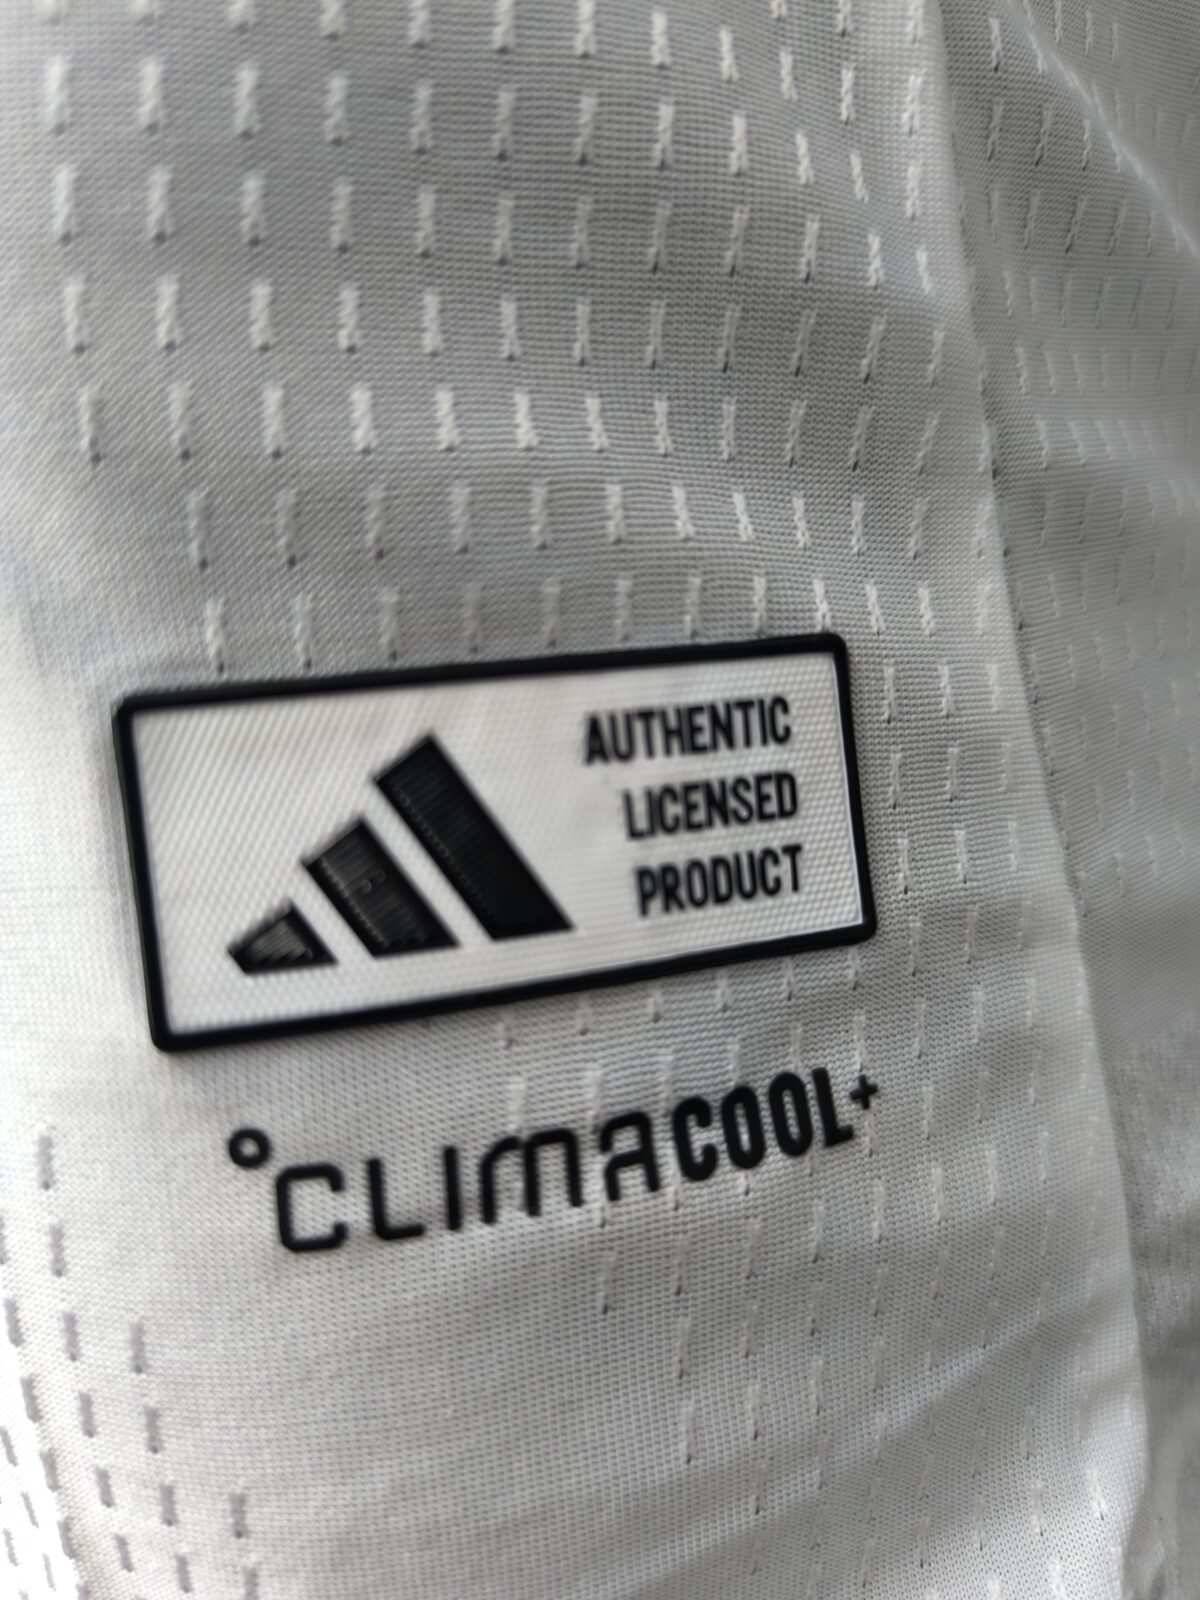 AUTHENTIC
LICENSED
PRODUCT
°CLIMACOOL+